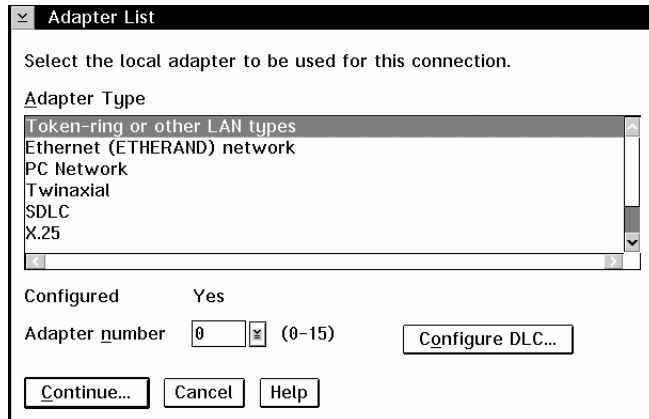 Adapter List
Select the local adapter to be used for this connection.
Adapter Type
Token-ring or other LAN types
Ethernet (ETHERAND) network
PC Network
Twinaxial
SDLC
X.25
Configured Yes
Adapter number 0 (0-15) Configure DLC...
Continue... Cancel Help